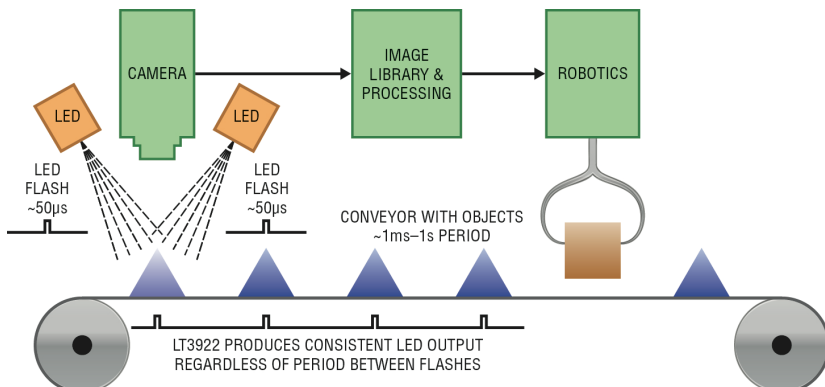 CAMERA
IMAGE
LIBRARY &
PROCESSING
ROBOTICS
LED
LED
LED
FLASH
~50µs
LED
FLASH
~50µs
CONVEYOR WITH OBJECTS
~1ms–1s PERIOD
LT3922 PRODUCES CONSISTENT LED OUTPUT
REGARDLESS OF PERIOD BETWEEN FLASHES